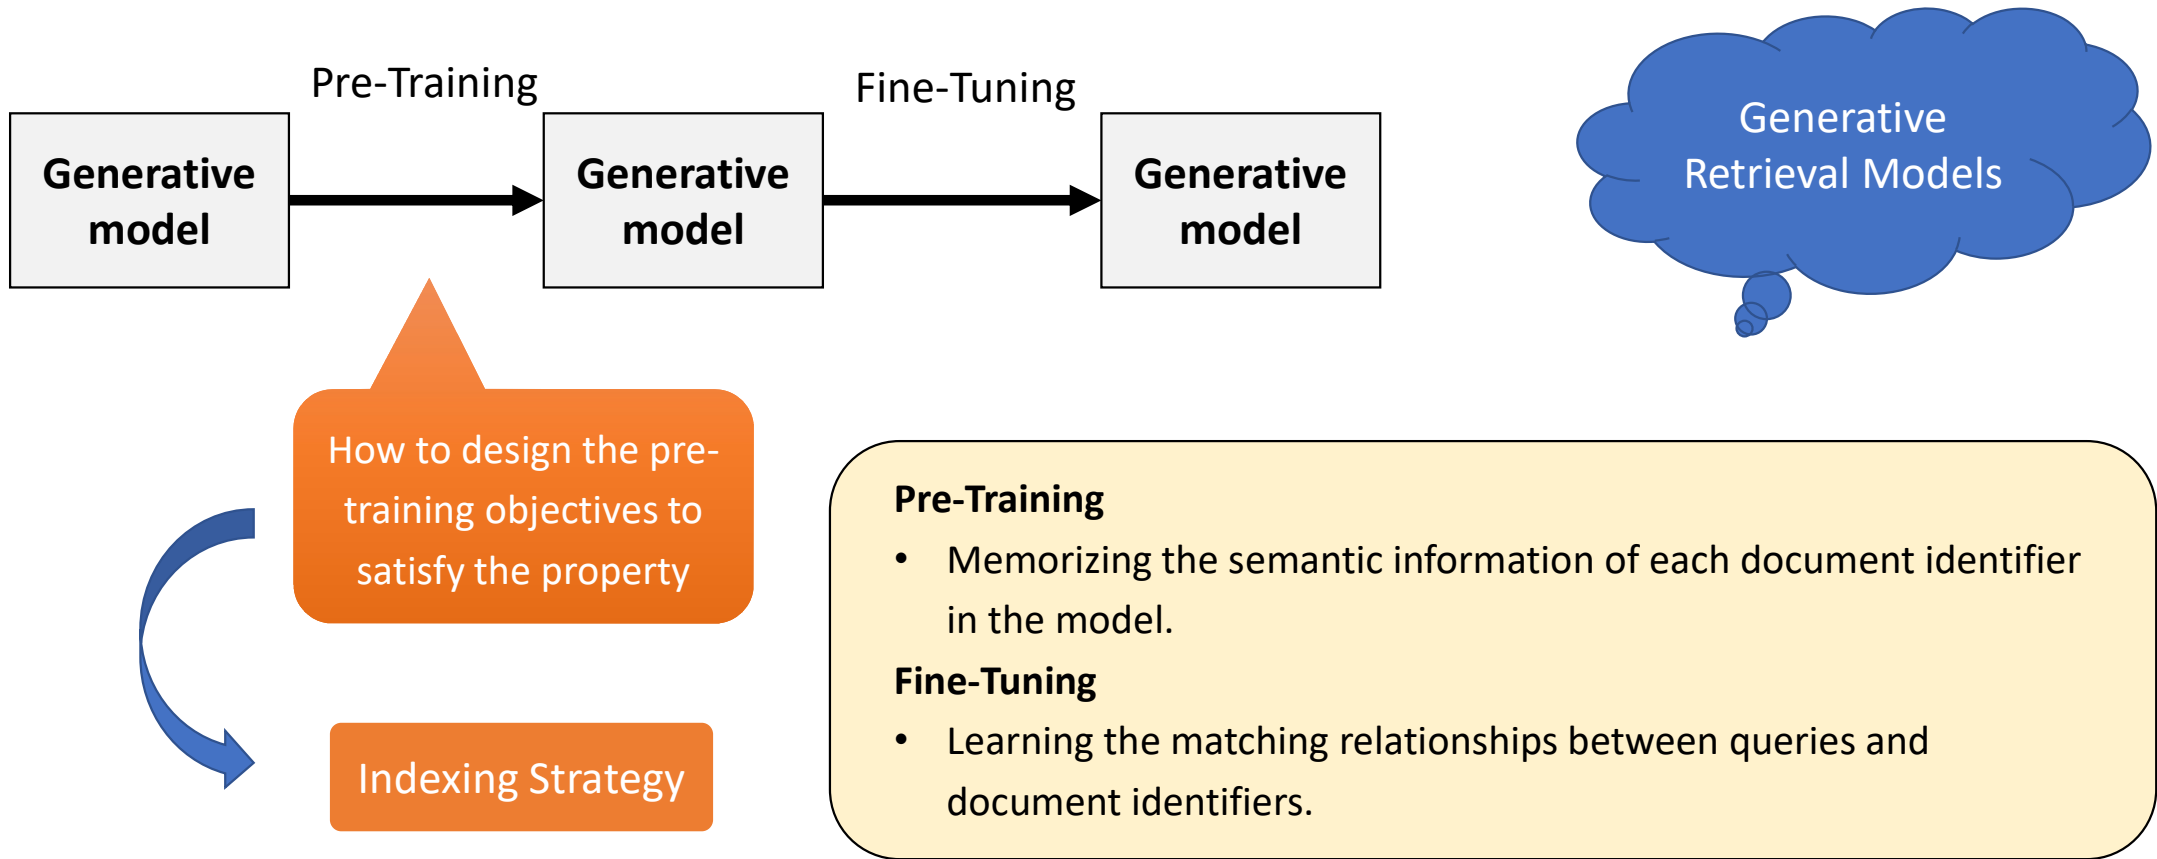 Pre-Training
Fine-Tuning
Generative
model
Generative
model
Generative
model
Generative
Retrieval Models
How to design the pre-
training objectives to
satisfy the property
Indexing Strategy
Pre-Training
• Memorizing the semantic information of each document identifier
in the model.
Fine-Tuning
• Learning the matching relationships between queries and
document identifiers.